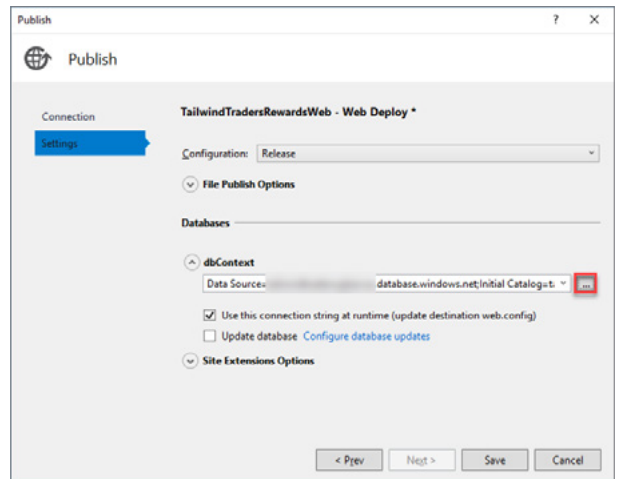 Publish ? ×
Publish
Connection
Settings
TailwindTradersRewardsWeb - Web Deploy *
Configuration: Release
File Publish Options
Databases
dbContext
Data Source= database.windows.net;Initial Catalog=t ...
Use this connection string at runtime (update destination web.config)
Update database Configure database updates
Site Extensions Options
< Prev Next > Save Cancel